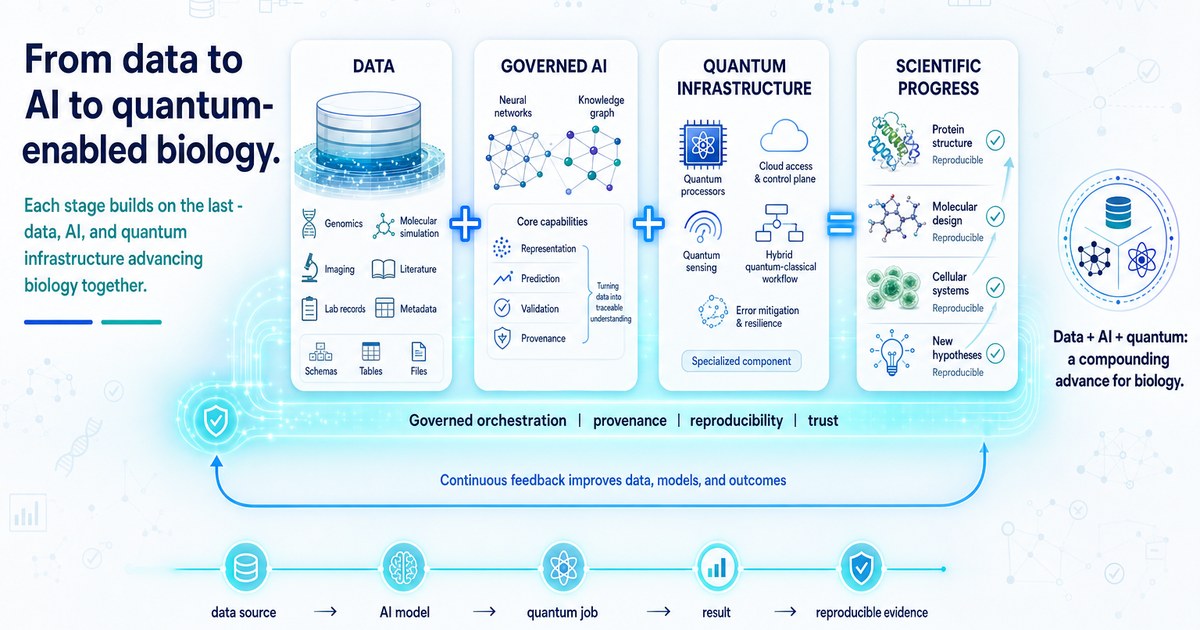 From data to
AI to quantum-
enabled biology.
Each stage builds on the last -
data, AI, and quantum
infrastructure advancing
biology together.
DATA
Genomics
Molecular
simulation
Imaging
Literature
Lab records
Metadata
Schemas
Tables
Files
+
GOVERNED AI
Neural
networks
Knowledge
graph
Core capabilities
Representation
Prediction
Validation
Provenance
Turning
data into
traceable
understanding
+
QUANTUM
INFRASTRUCTURE
Quantum
processors
Cloud access
& control plane
Quantum
sensing
Hybrid
quantum-classical
workflow
Error mitigation
& resilience
Specialized component
=
SCIENTIFIC
PROGRESS
Protein
structure
Reproducible
Molecular
design
Reproducible
Cellular
systems
Reproducible
New
hypotheses
Reproducible
Data + AI + quantum:
a compounding
advance for biology.
Governed orchestration | provenance | reproducibility | trust
Continuous feedback improves data, models, and outcomes
data source → AI model → quantum job → result → reproducible evidence